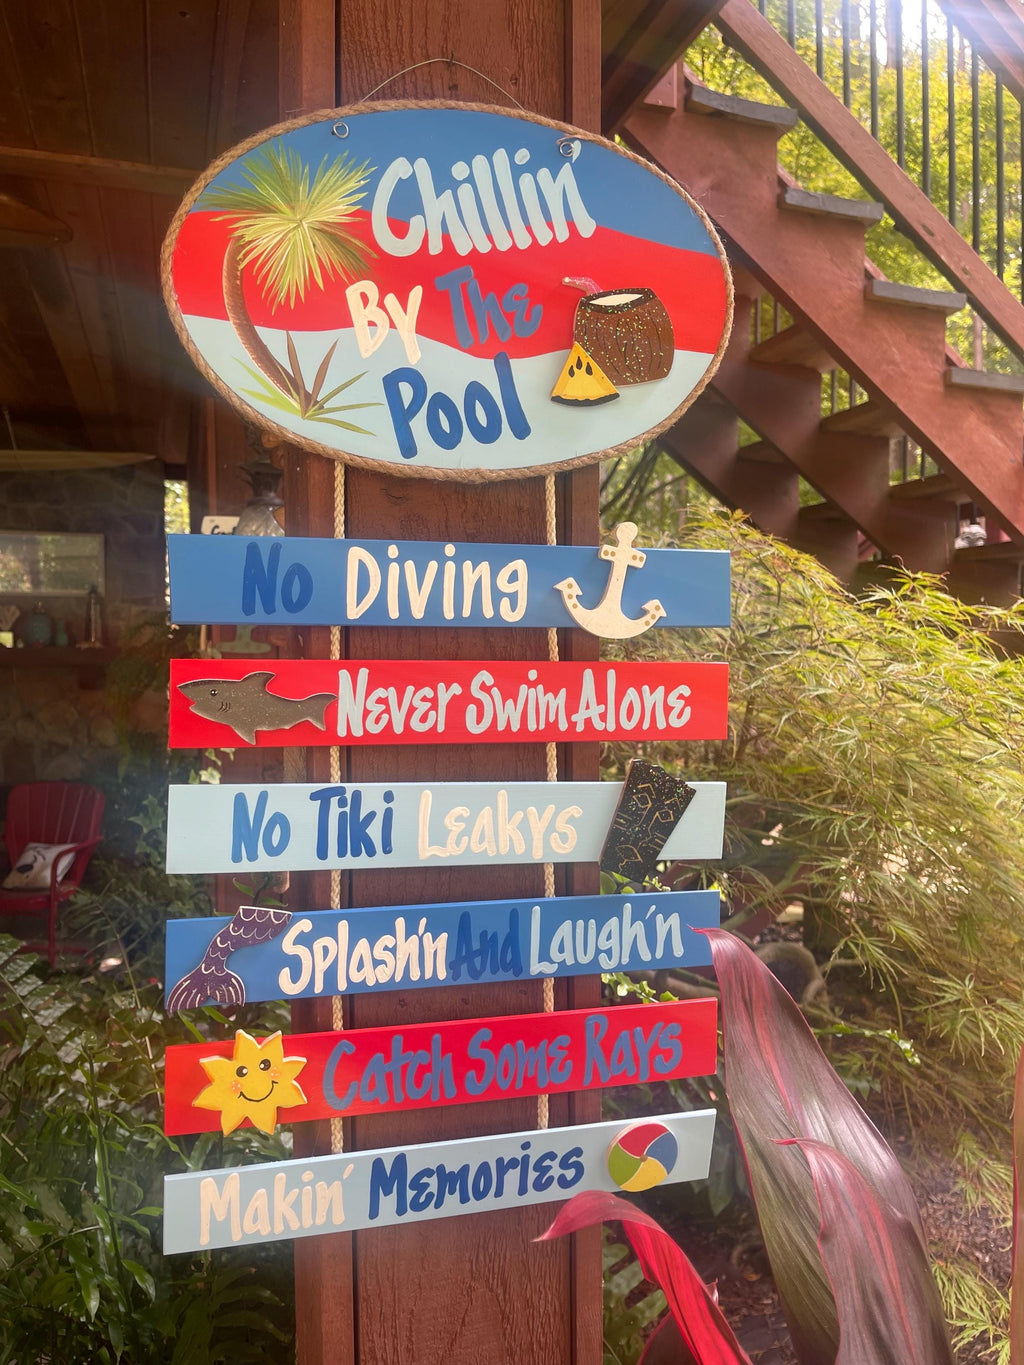 Chillin'
By The
Pool
No Diving
Never Swim Alone
No Tiki Leakys
Splash'n And Laugh'n
Catch Some Rays
Makin' Memories